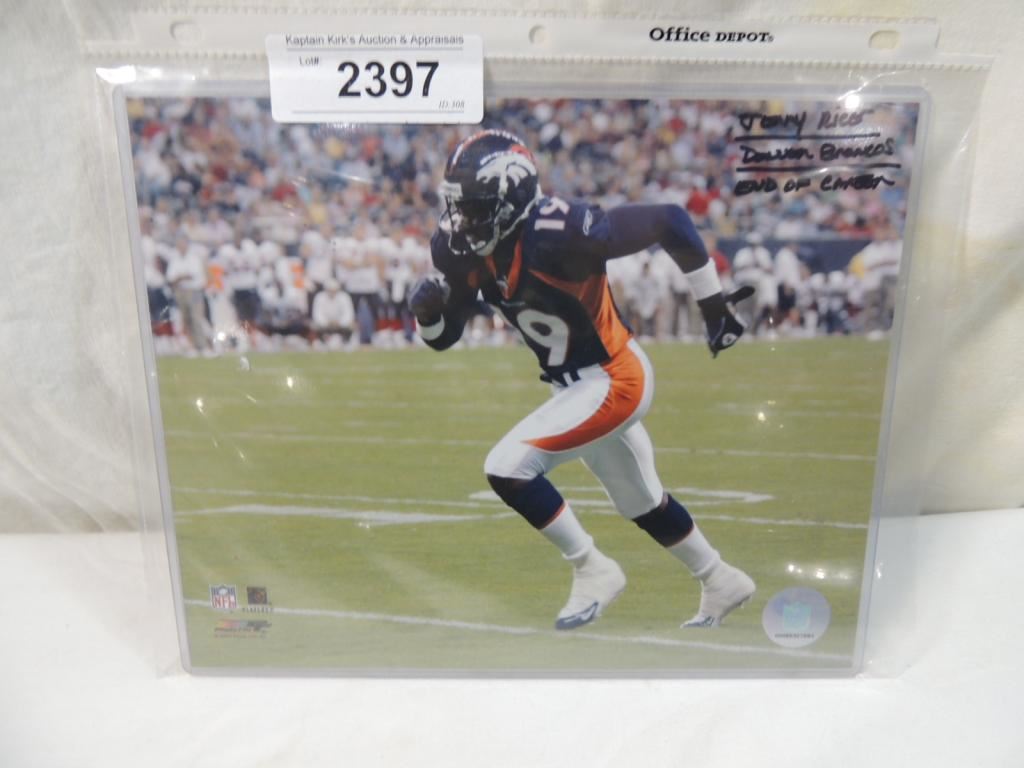 Office DEPOT®
Kaptain Kirk's Auction & Appraisals
Lot#:
2397
ID:308
Jerry Rice
Denver Broncos
END OF CAREER
19
19
NFL